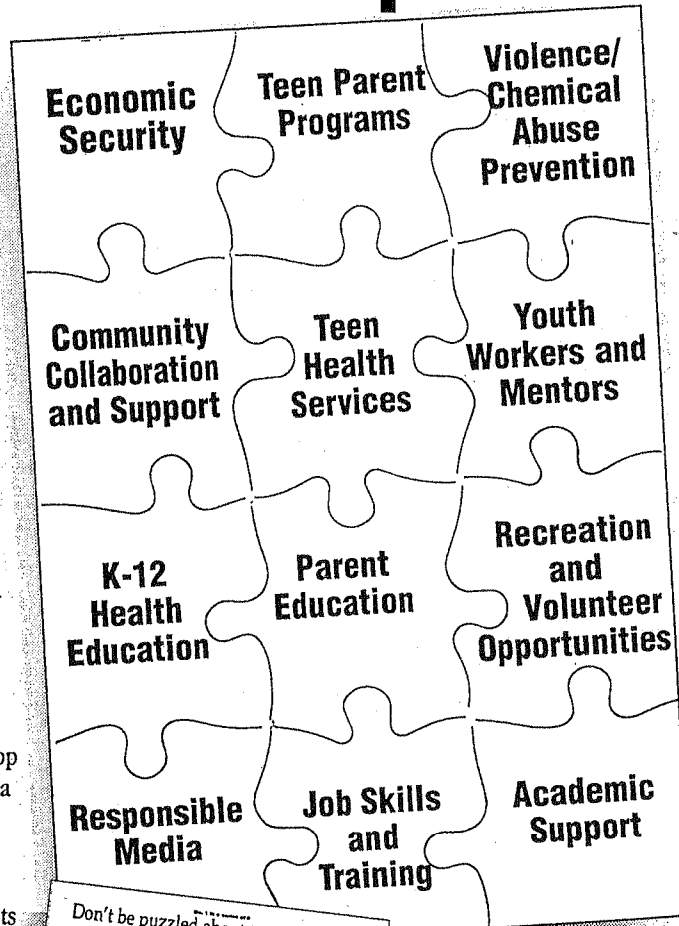 Economic
Security
Teen Parent
Programs
Violence/
Chemical
Abuse
Prevention
Community
Collaboration
and Support
Teen
Health
Services
Youth
Workers and
Mentors
K-12
Health
Education
Parent
Education
Recreation
and
Volunteer
Opportunities
Responsible
Media
Job Skills
and
Training
Academic
Support
Don't be puzzled